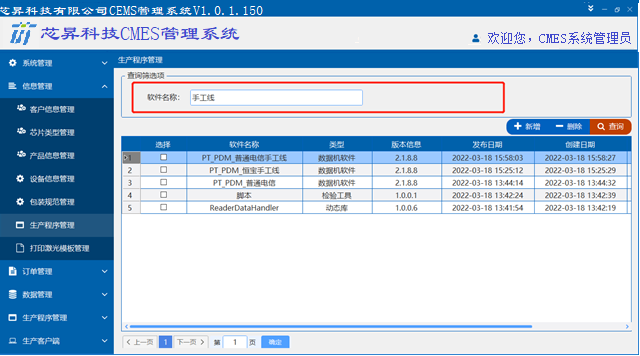 芯昇科技有限公司CEMS管理系统V1.0.1.150
芯昇科技CMES管理系统
欢迎您，CMES系统管理员
系统管理
信息管理
客户信息管理
芯片类型管理
产品信息管理
设备信息管理
包装规范管理
生产程序管理
打印激光模板管理
订单管理
数据管理
生产程序管理
生产客户端
生产程序管理
查询筛选项
软件名称： 手工线
新增 删除 查询
选择 软件名称 类型 版本信息 发布日期 创建日期
1 PT_PDM_普通电信手工线 数据机软件 2.1.8.8 2022-03-18 15:58:03 2022-03-18 15:58:27
2 PT_PDM_恒宝手工线 数据机软件 2.1.8.8 2022-03-18 15:25:12 2022-03-18 15:25:29
3 PT_PDM_普通电信 数据机软件 2.1.8.8 2022-03-18 13:44:14 2022-03-18 13:44:32
4 脚本 检验工具 1.0.0.1 2022-03-18 13:42:24 2022-03-18 13:42:39
5 ReaderDataHandler 动态库 1.0.0.6 2022-03-18 13:41:54 2022-03-18 13:42:19
上一页 1 下一页 第 1 页 确定